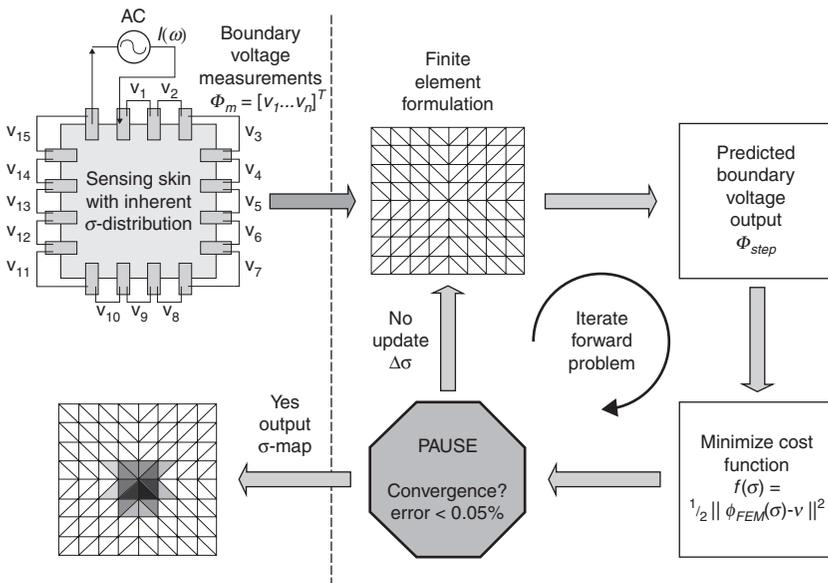 AC
I(ω)
v1
v2
v15
v14
v13
v12
v11
v3
v4
v5
v6
v7
v10
v9
v8
Sensing skin
with inherent
σ-distribution
Boundary
voltage
measurements
Φm = [v1...vn]^T
Finite
element
formulation
Predicted
boundary
voltage
output
Φstep
Iterate
forward
problem
Minimize cost
function
f(σ) =
1/2 || ϕFEM(σ)-v ||^2
PAUSE
Convergence?
error < 0.05%
No
update
Δσ
Yes
output
σ-map